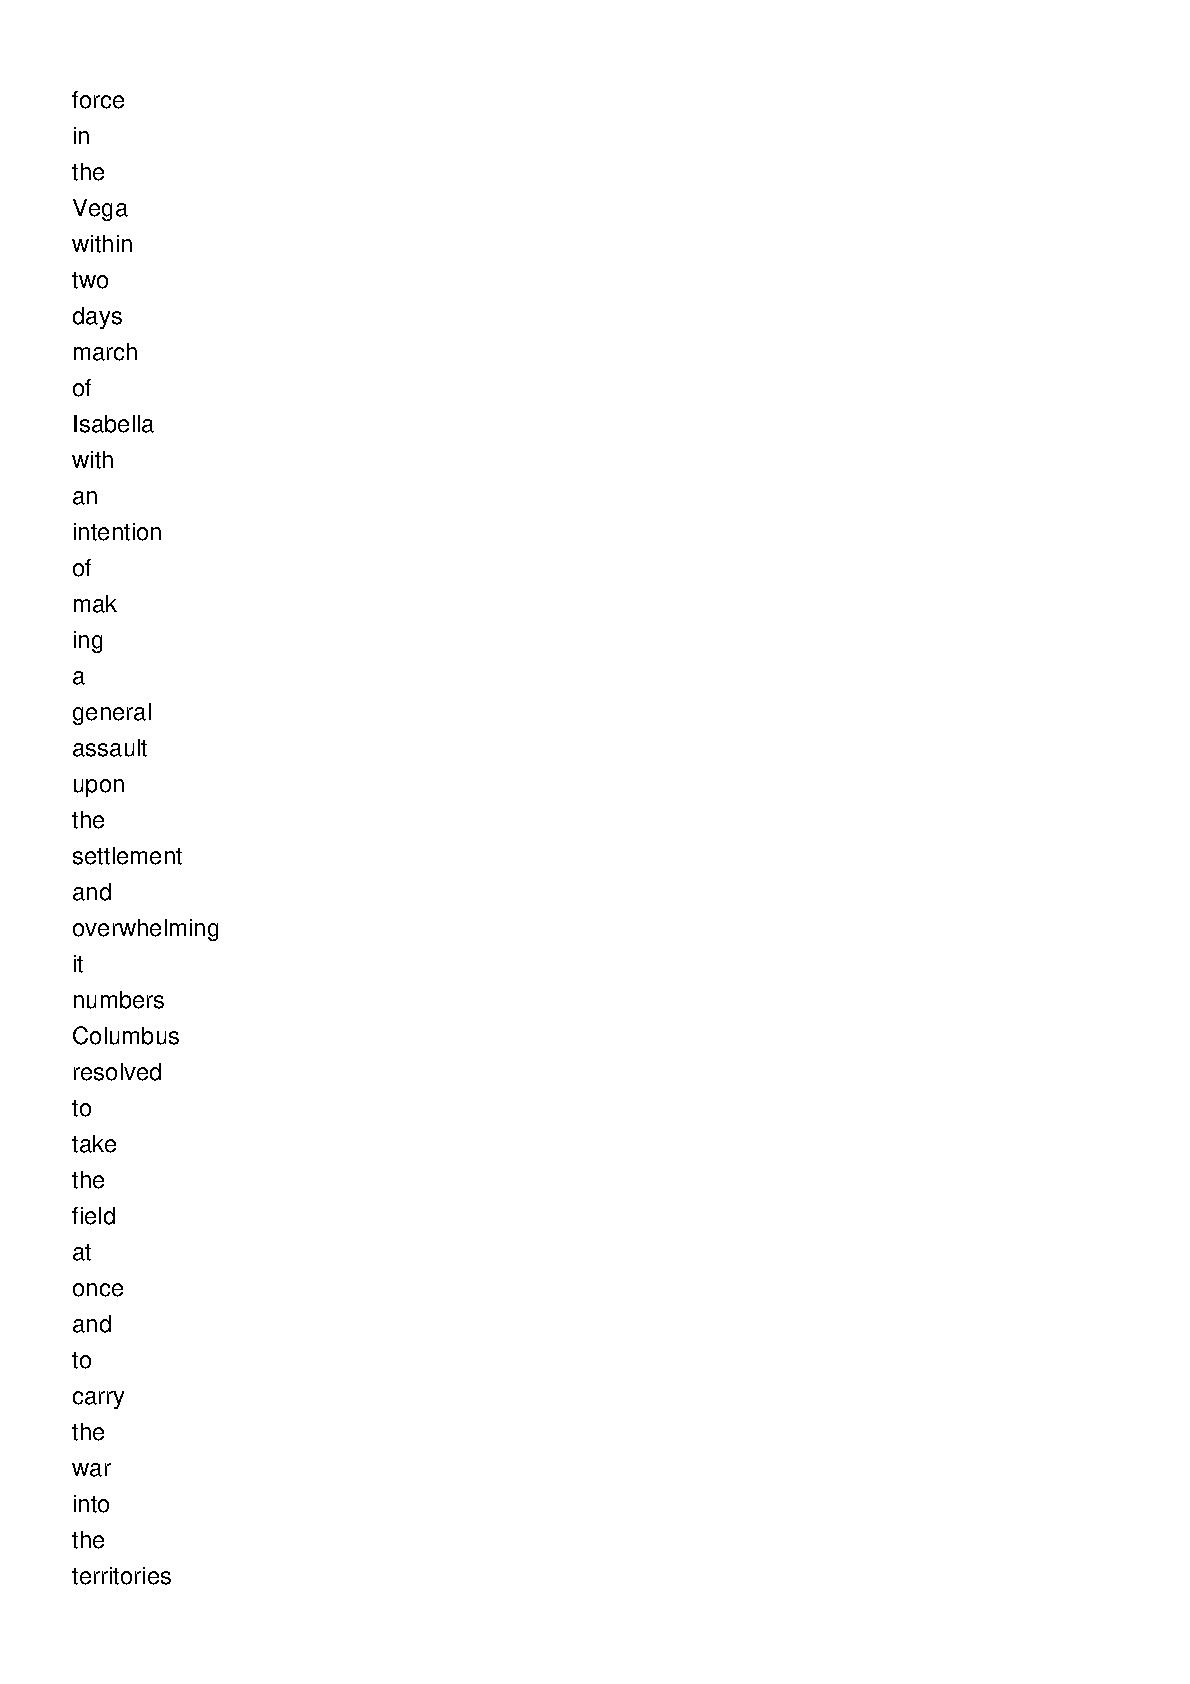 force
in
the
Vega
within
two
days
march
of
Isabella
with
an
intention
of
mak
ing
a
general
assault
upon
the
settlement
and
overwhelming
it
numbers
Columbus
resolved
to
take
the
field
at
once
and
to
carry
the
war
into
the
territories